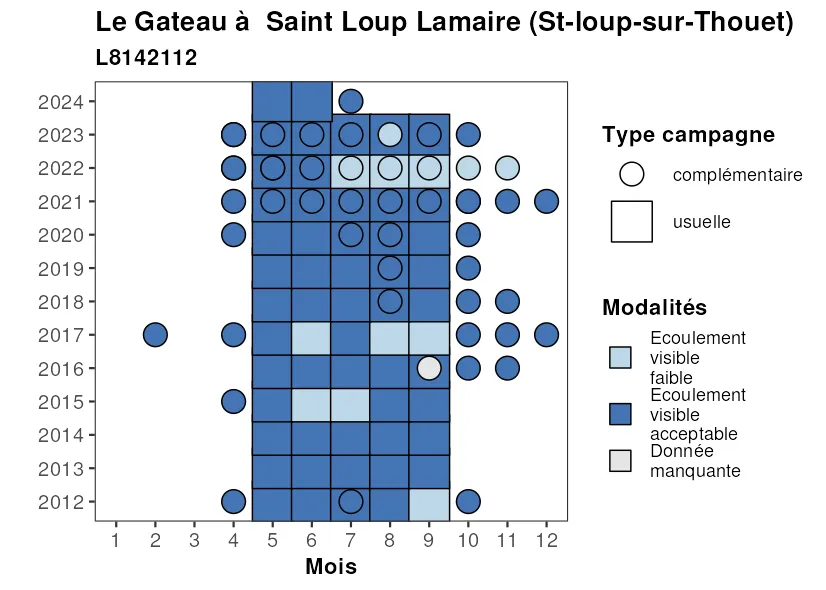 Le Gateau à  Saint Loup Lamaire (St-loup-sur-Thouet)
L8142112
2024
2023
2022
2021
2020
2019
2018
2017
2016
2015
2014
2013
2012
1 2 3 4 5 6 7 8 9 10 11 12
Mois
Type campagne
complémentaire
usuelle
Modalités
Ecoulement
visible
faible
Ecoulement
visible
acceptable
Donnée
manquante